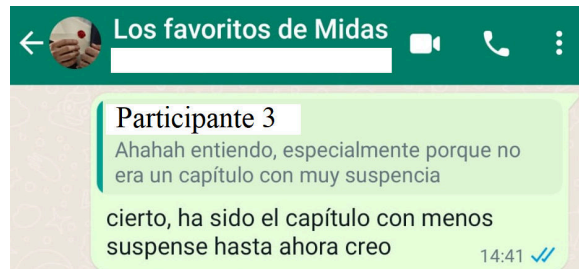 Los favoritos de Midas
Participante 3
Ahahah entiendo, especialmente porque no
era un capítulo con muy suspencia
cierto, ha sido el capítulo con menos
suspense hasta ahora creo
14:41